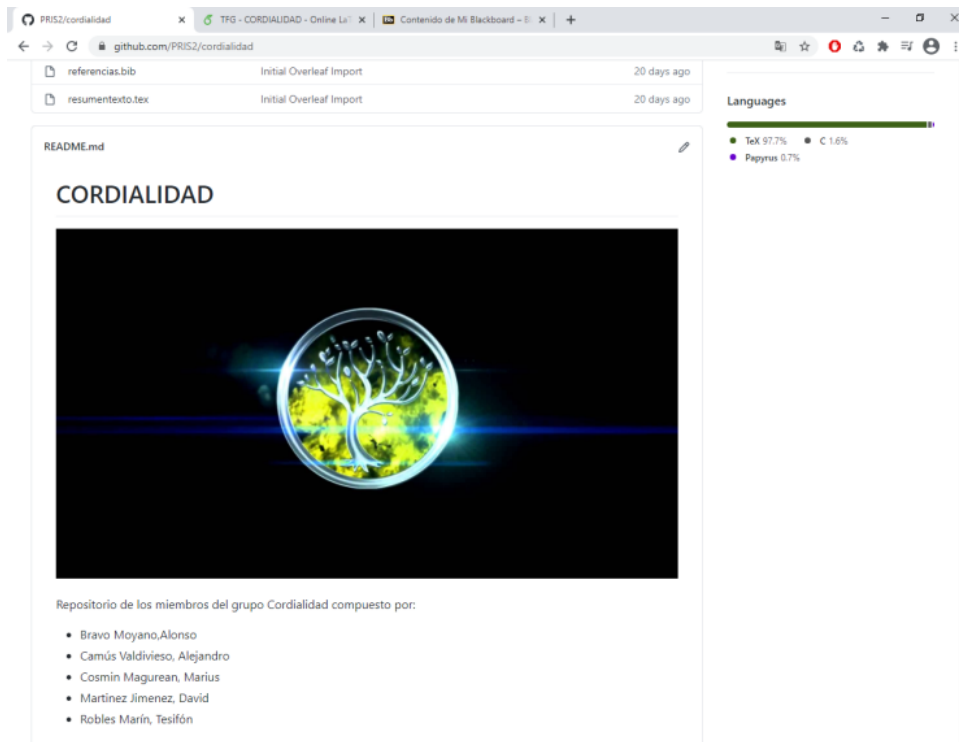 PRIS2/cordialidad
TFG - CORDIALIDAD - Online La
Contenido de Mi Blackboard –
github.com/PRIS2/cordialidad
referencias.bib Initial Overleaf Import 20 days ago
resumentexto.tex Initial Overleaf Import 20 days ago
Languages
TeX 97.7% C 1.6%
Papyrus 0.7%
README.md
CORDIALIDAD
Repositorio de los miembros del grupo Cordialidad compuesto por:
Bravo Moyano,Alonso
Camús Valdivieso, Alejandro
Cosmin Magurean, Marius
Martinez Jimenez, David
Robles Marín, Tesifón